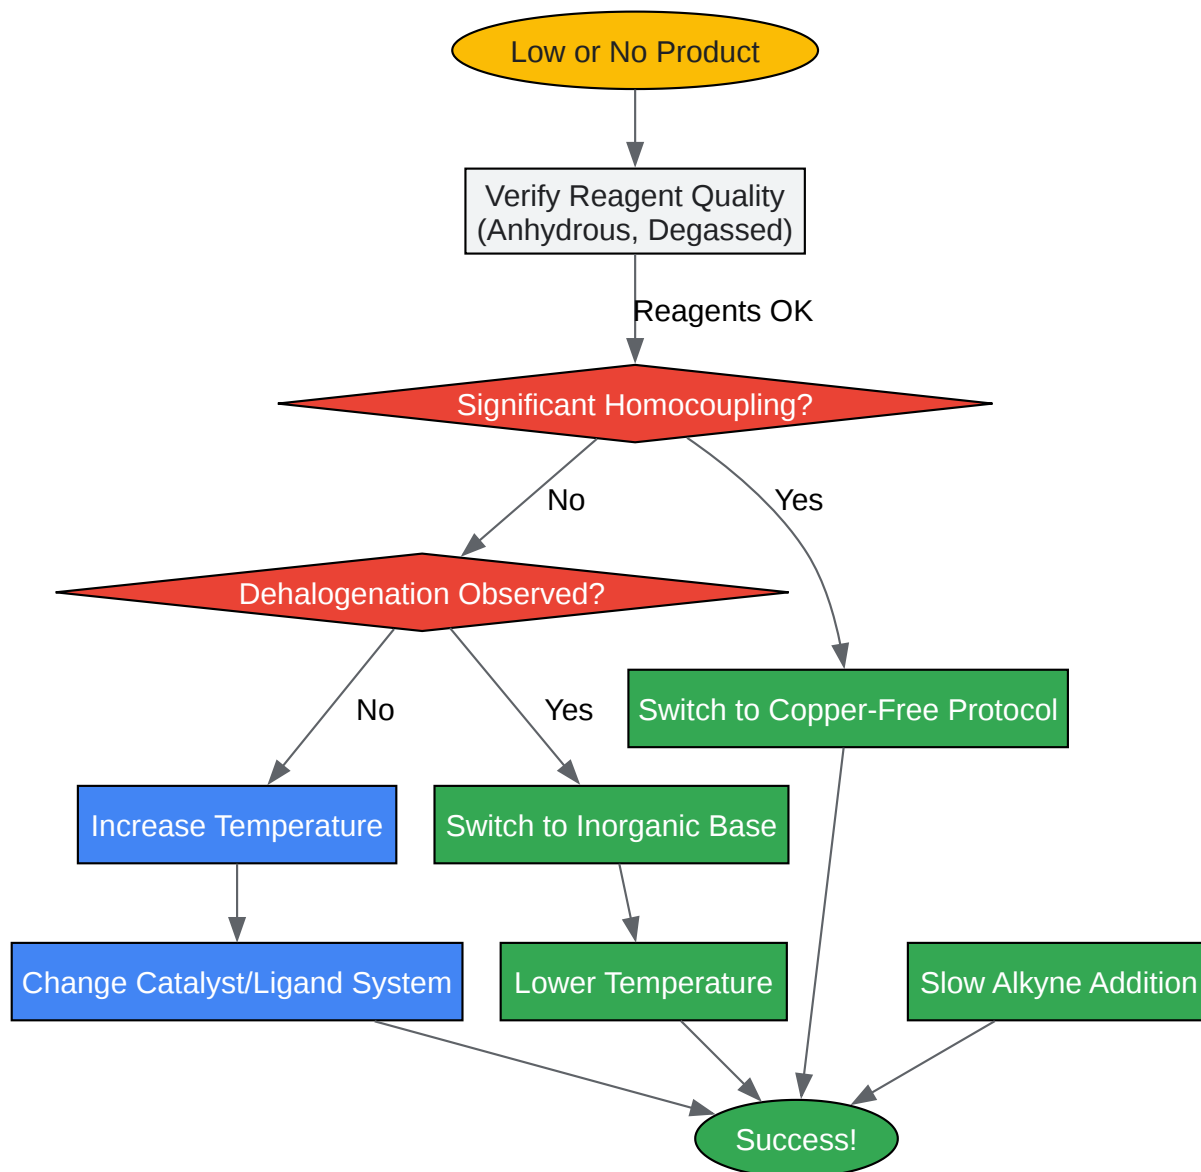 Low or No Product
Verify Reagent Quality
(Anhydrous, Degassed)
Reagents OK
Significant Homocoupling?
No
Yes
Dehalogenation Observed?
No
Yes
Switch to Copper-Free Protocol
Increase Temperature
Switch to Inorganic Base
Change Catalyst/Ligand System
Lower Temperature
Slow Alkyne Addition
Success!